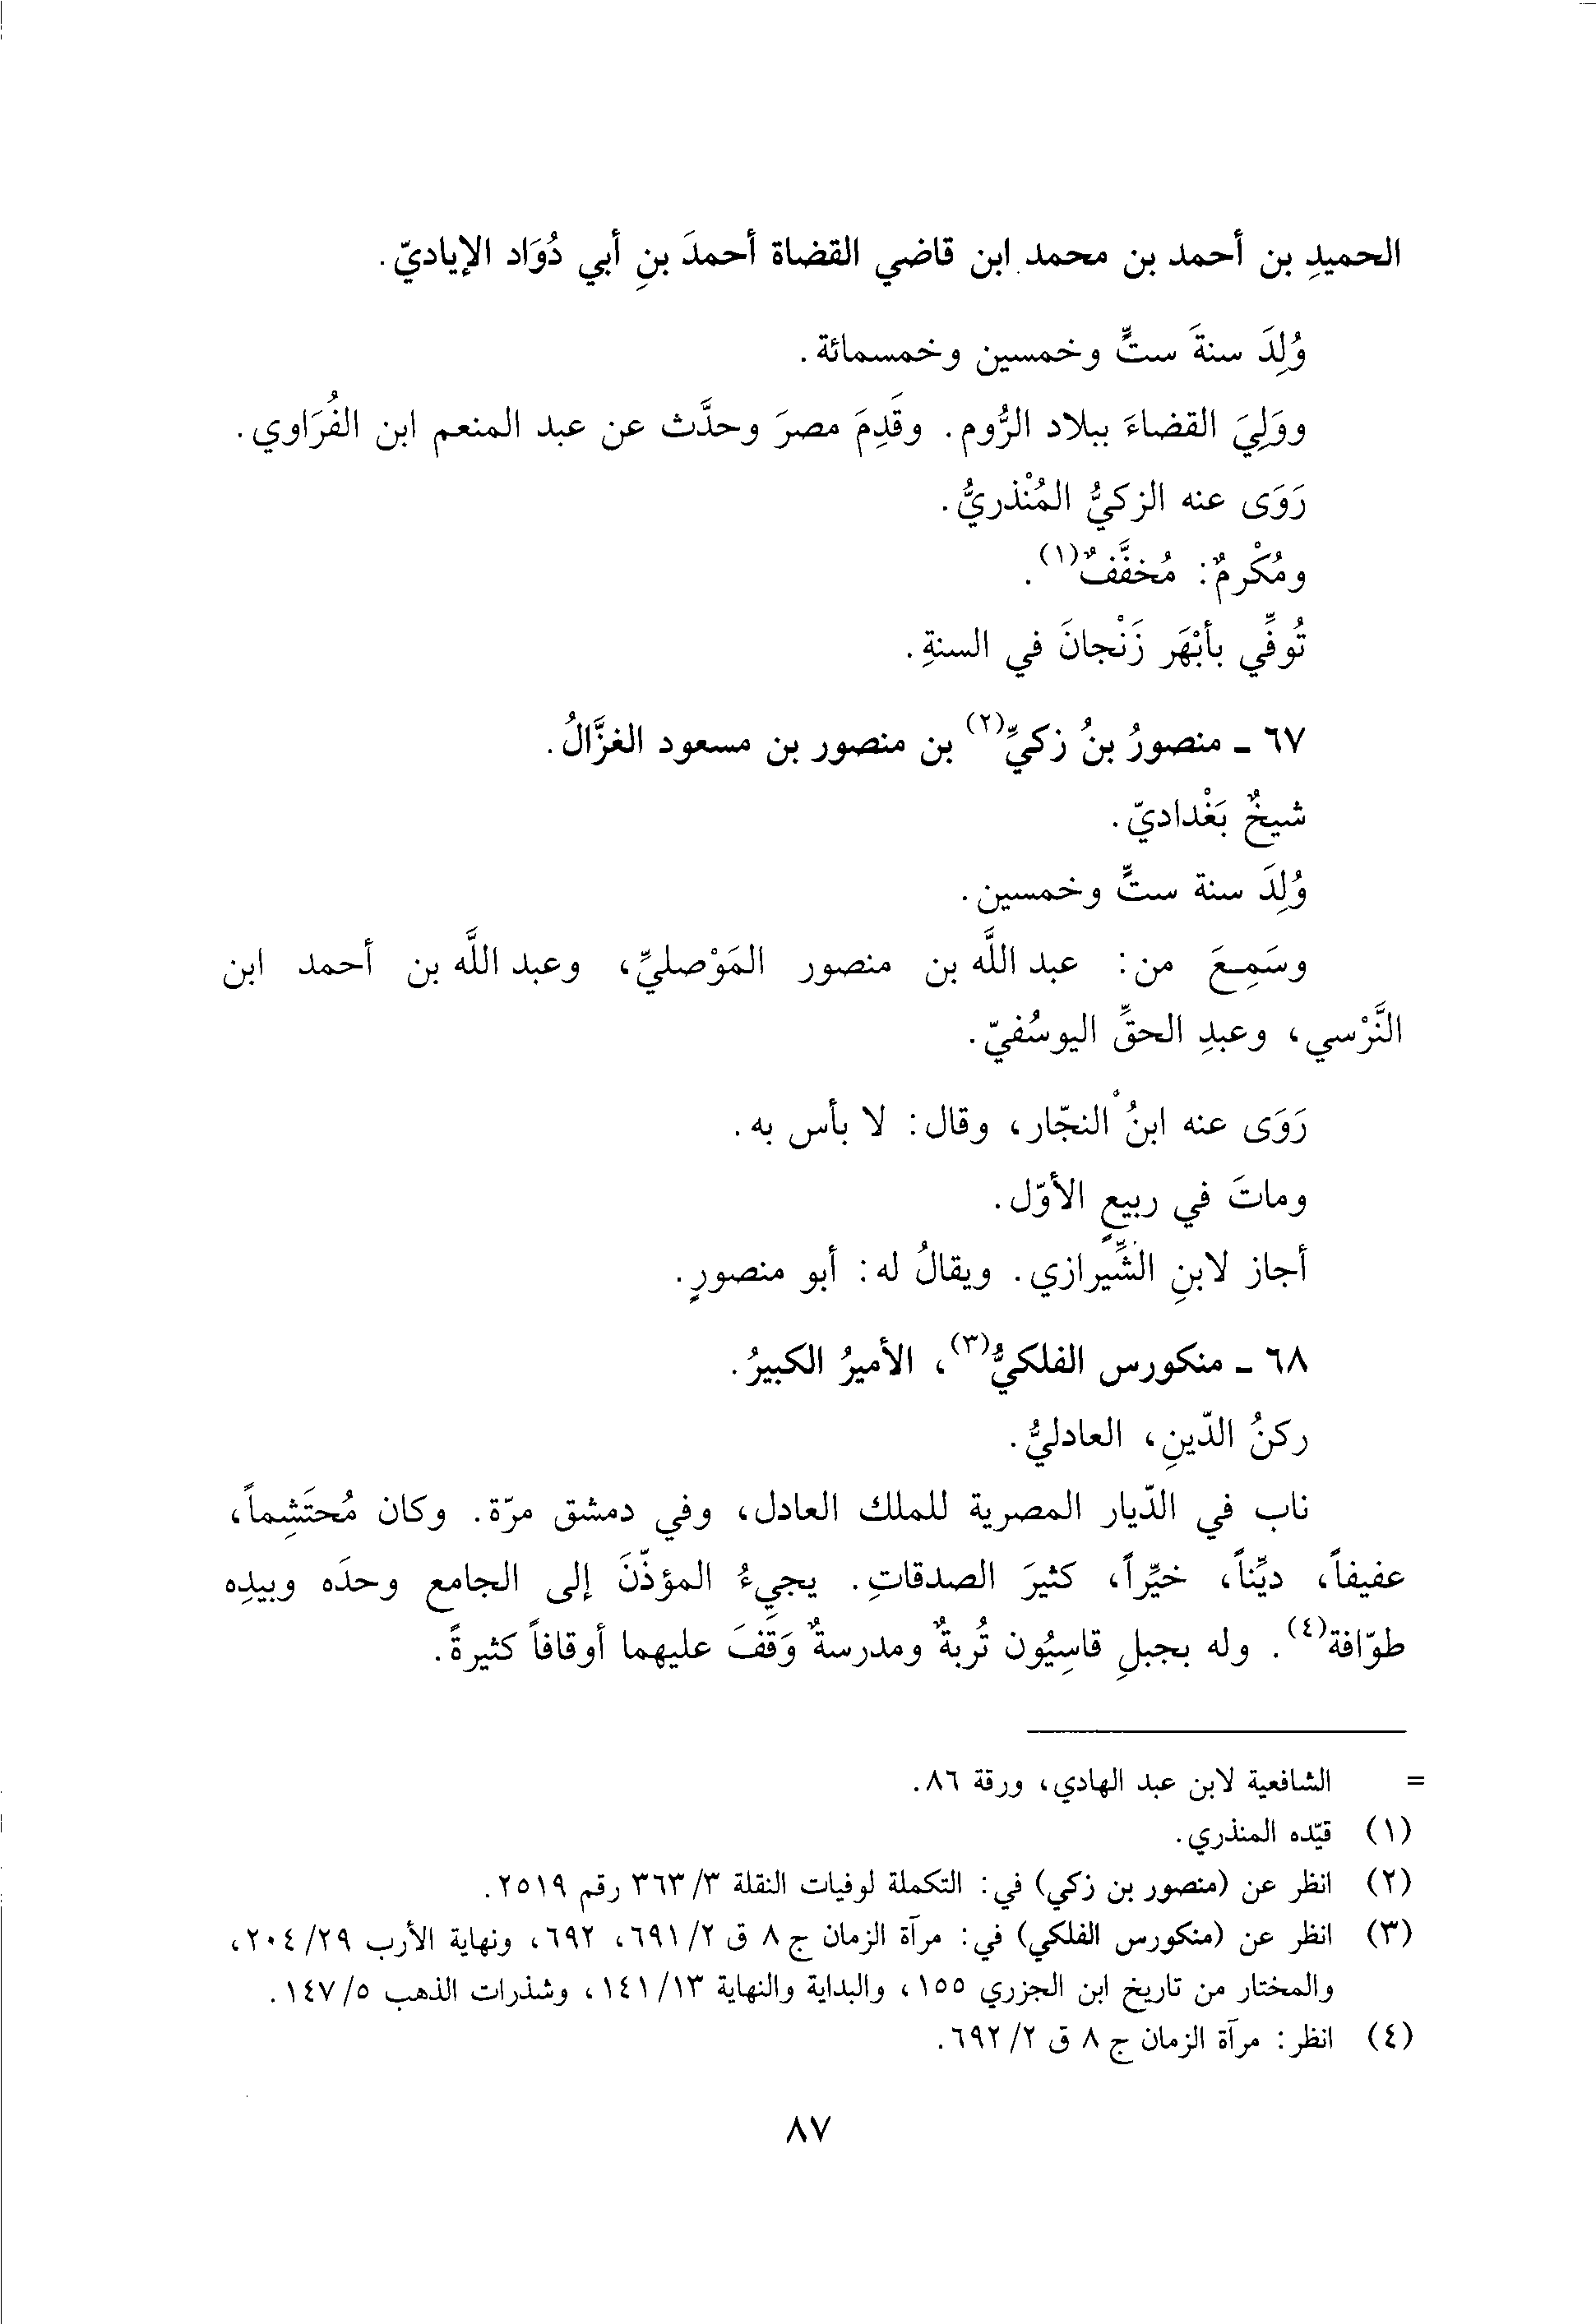 الحميدِ بن أحمد بن محمد ابن قاضي القضاة أحمدَ بنِ أبي دُوَاد الإياديّ.
وُلِدَ سنةَ ستٍّ وخمسين وخمسمائة.
ووَلِيَ القضاءَ ببلاد الرُّوم. وقَدِمَ مصرَ وحدَّث عن عبد المنعم ابن الفُرَاوي.
رَوَى عنه الزكيُّ المُنْذريُّ.
ومُكْرمٌ: مُخفَّفٌ(١).
تُوفِّي بأبْهَر زَنْجانَ في السنةِ.
٦٧ ـ منصورُ بنُ زكيِّ(٢) بن منصور بن مسعود الغزَّالُ.
شيخٌ بَغْداديّ.
وُلِدَ سنة ستٍّ وخمسين.
وسَمِعَ من: عبد اللَّه بن منصور المَوْصليِّ، وعبد اللَّه بن أحمد ابن
النَّرْسي، وعبدِ الحقِّ اليوسُفيّ.
رَوَى عنه ابنُ النجّار، وقال: لا بأس به.
وماتَ في ربيعٍ الأوّل.
أجاز لابنِ الشِّيرازي. ويقالُ له: أبو منصورٍ.
٦٨ ـ منكورس الفلكيُّ(٣)، الأميرُ الكبيرُ.
ركنُ الدّينِ، العادليُّ.
ناب في الدّيار المصرية للملك العادل، وفي دمشق مرّة. وكان مُحتَشِماً،
عفيفاً، ديِّناً، خيِّراً، كثيرَ الصدقاتِ. يجيءُ المؤذّنَ إلى الجامع وحدَه وبيدِه
طوّافة(٤). وله بجبلِ قاسِيُون تُربةٌ ومدرسةٌ وَقَفَ عليهما أوقافاً كثيرةً.
= الشافعية لابن عبد الهادي، ورقة ٨٦.
(١) قيّده المنذري.
(٢) انظر عن (منصور بن زكي) في: التكملة لوفيات النقلة ٣/ ٣٦٣ رقم ٢٥١٩.
(٣) انظر عن (منكورس الفلكي) في: مرآة الزمان ج ٨ ق ٢/ ٦٩١، ٦٩٢، ونهاية الأرب ٢٩/ ٢٠٤،
والمختار من تاريخ ابن الجزري ١٥٥، والبداية والنهاية ١٣/ ١٤١، وشذرات الذهب ٥/ ١٤٧.
(٤) انظر: مرآة الزمان ج ٨ ق ٢/ ٦٩٢.
٨٧